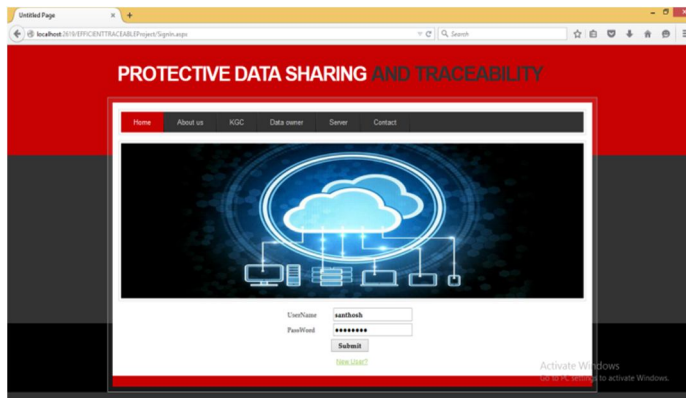 Untitled Page
localhost:2619/EFFICIENTTRACEABLEProject/Signin.aspx
Search
PROTECTIVE DATA SHARING AND TRACEABILITY
Home About us KGC Data owner Server Contact
UserName santhosh
PassWord ••••••••
Submit
New User?
Activate Windows
Go to PC settings to activate Windows.